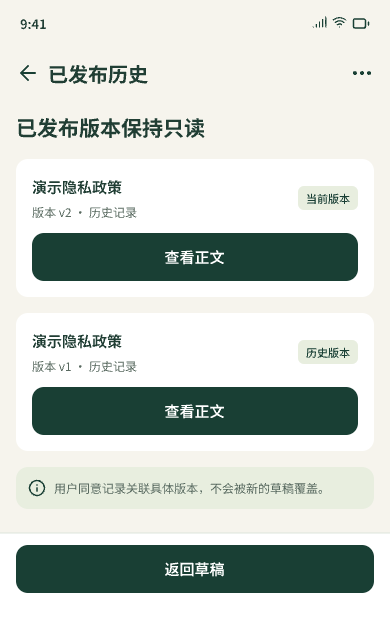 9:41
已发布历史
已发布版本保持只读
演示隐私政策
版本 v2 · 历史记录
当前版本
查看正文
演示隐私政策
版本 v1 · 历史记录
历史版本
查看正文
用户同意记录关联具体版本，不会被新的草稿覆盖。
返回草稿